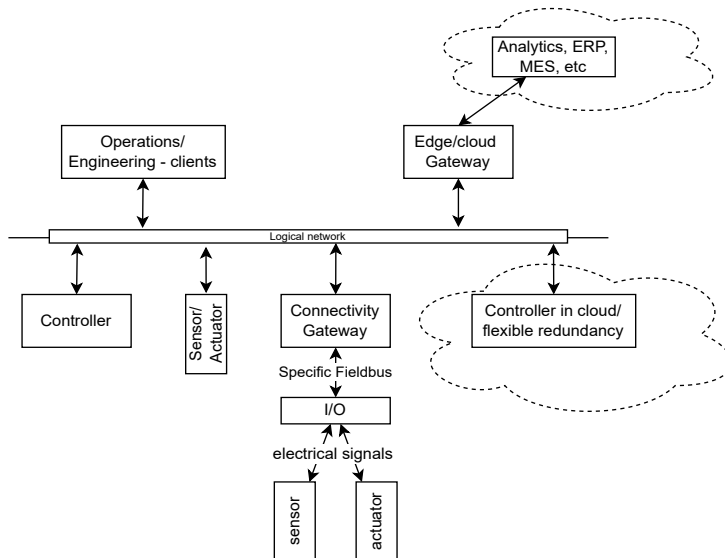 Analytics, ERP,
MES, etc
Operations/
Engineering - clients
Edge/cloud
Gateway
Logical network
Controller
Sensor/
Actuator
Connectivity
Gateway
Controller in cloud/
flexible redundancy
Specific Fieldbus
I/O
electrical signals
sensor
actuator